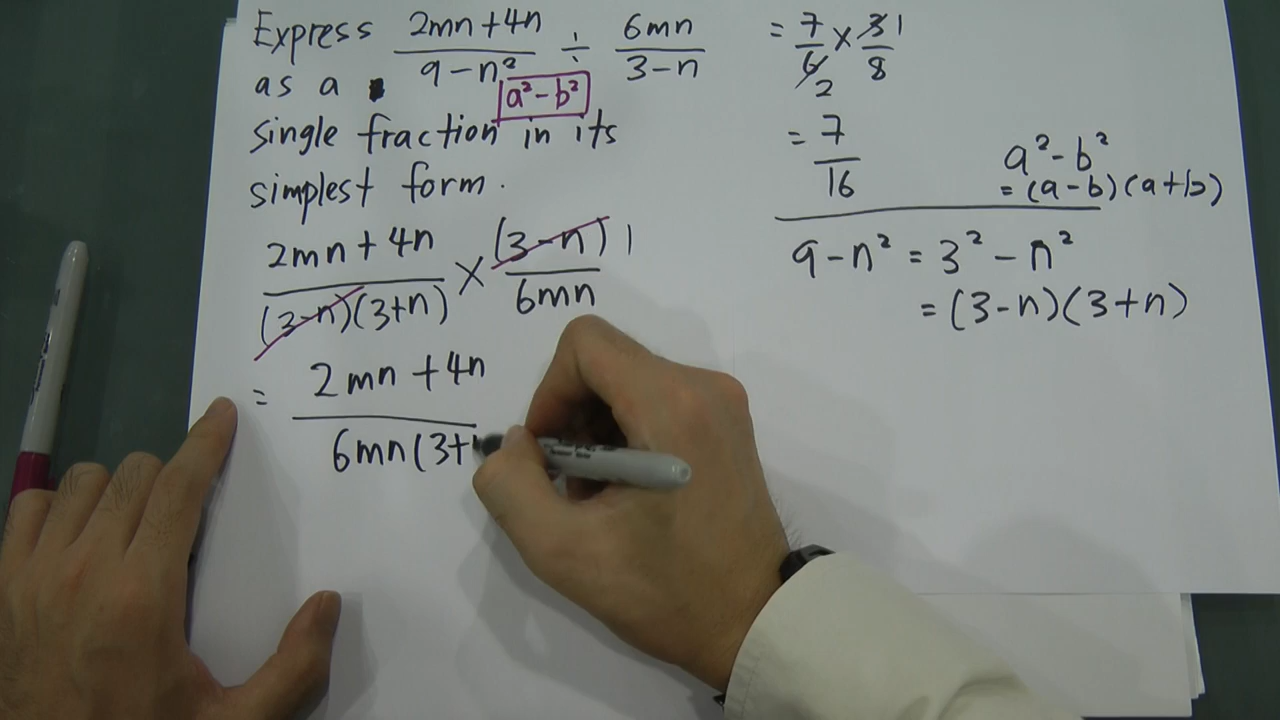 Express (2mn + 4n)/(9 - n²) ÷ (6mn)/(3 - n)
as a a² - b²
single fraction in its
simplest form.
(2mn + 4n)/((3-n)(3+n)) × (3-n) 1/(6mn)
= (2mn + 4n)/(6mn(3+
= 7/6 2 × 3 1/8
= 7/16
a² - b²
= (a-b)(a+b)
9 - n² = 3² - n²
= (3-n)(3+n)